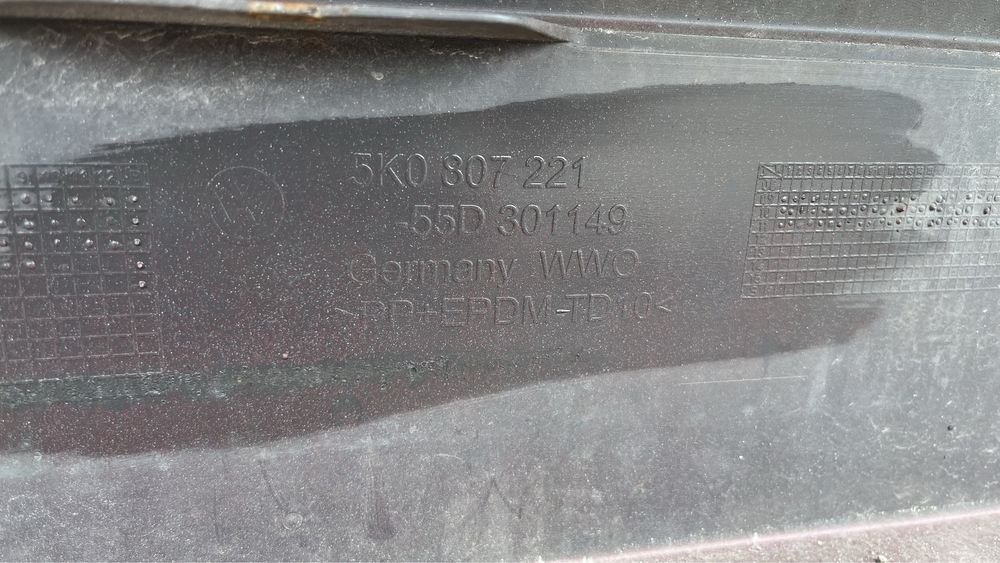 5K0 807 221
-55D 301149
Germany WWO
>PP+EPDM-TD10<